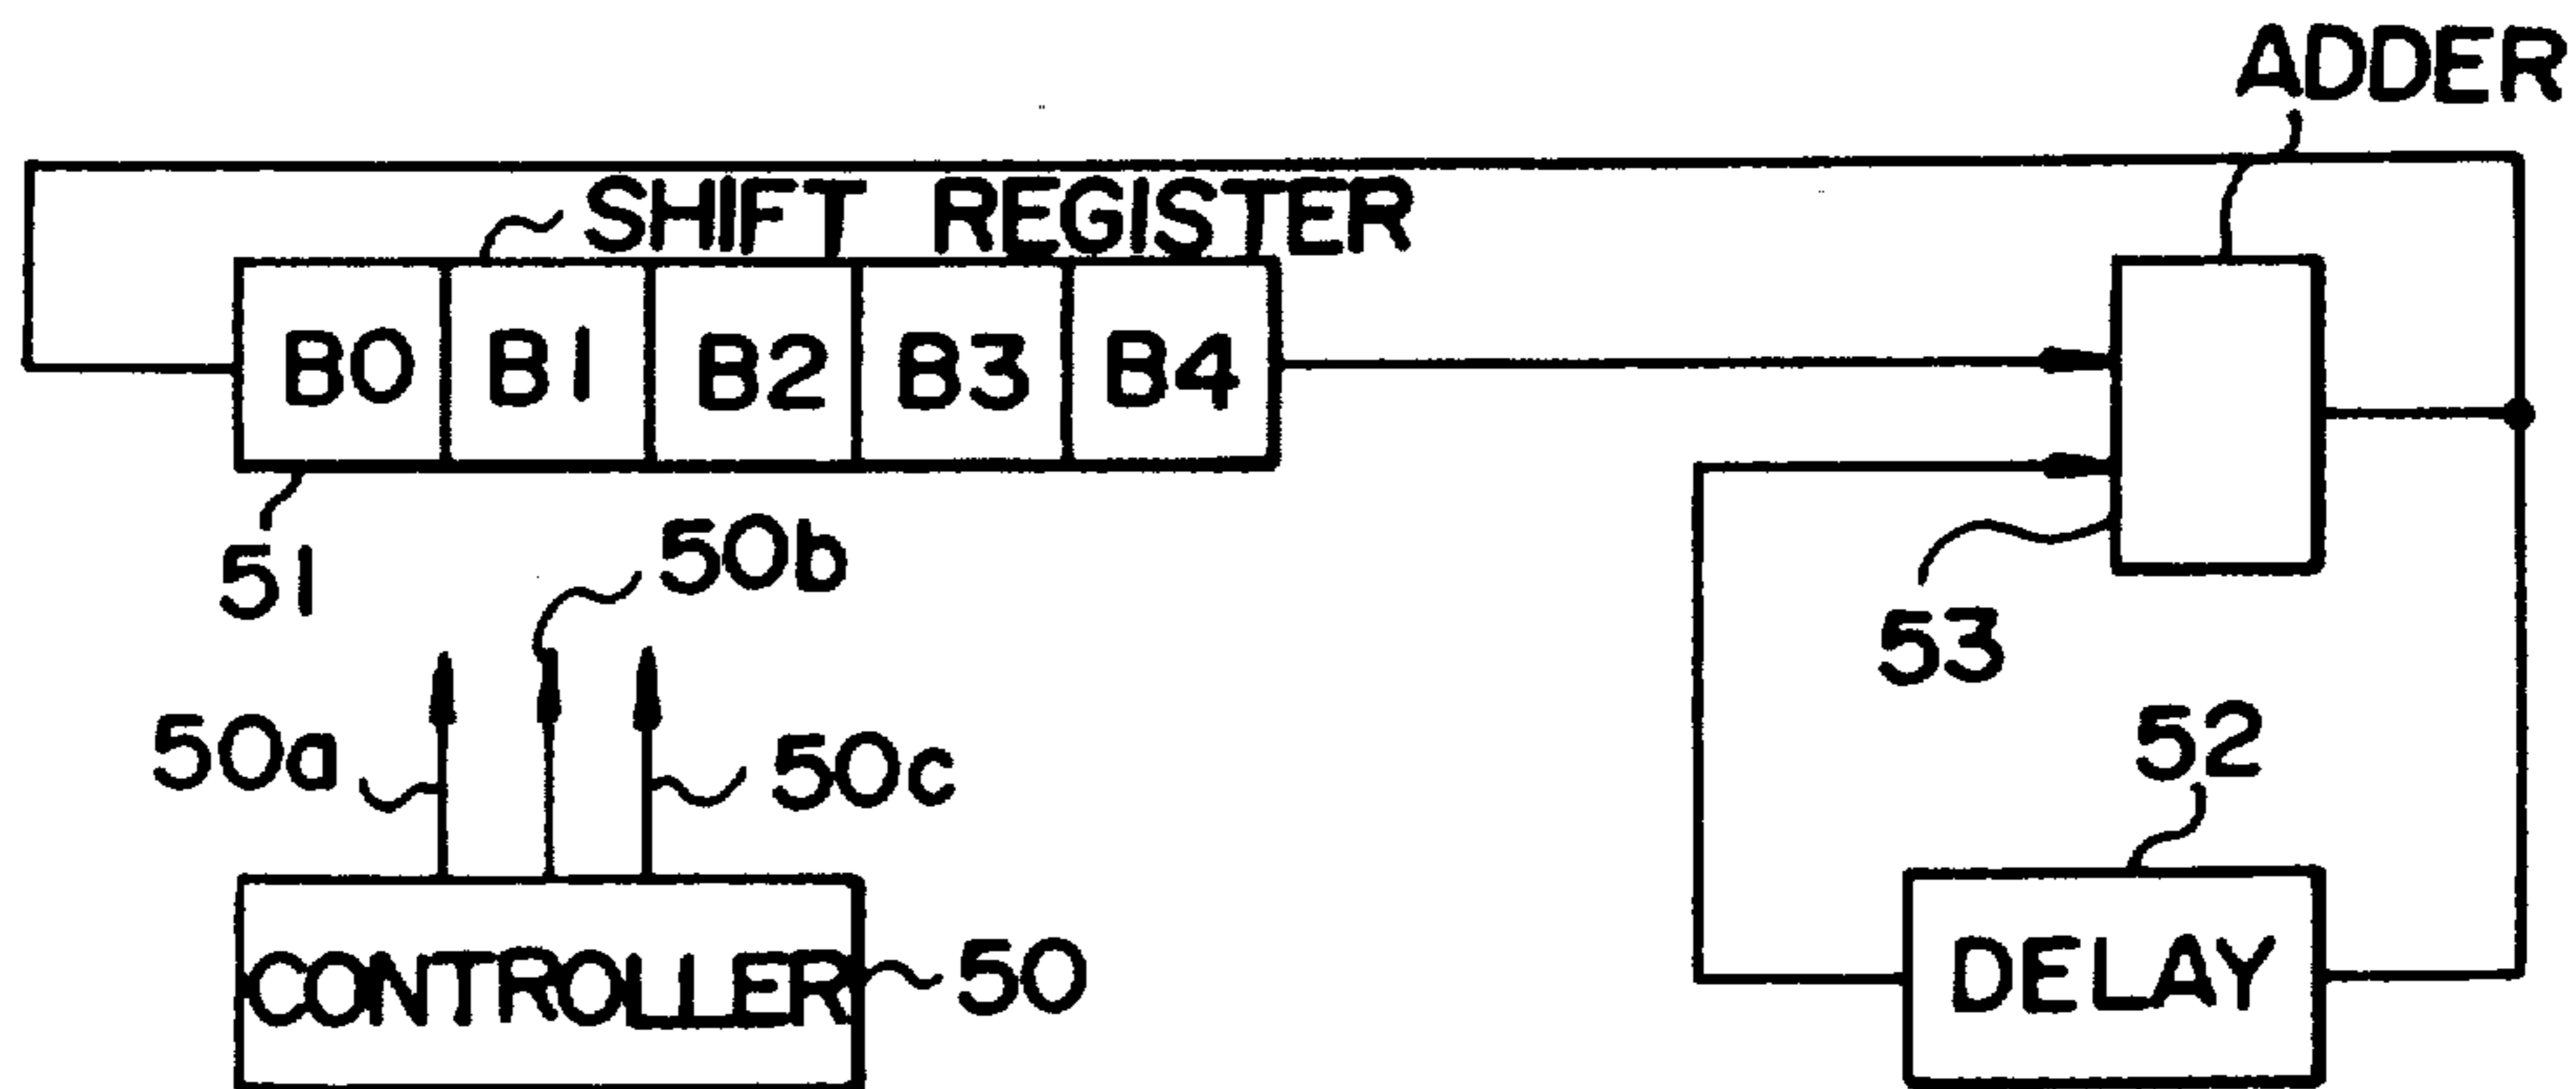 ADDER
SHIFT REGISTER
B0 B1 B2 B3 B4
51
50b
53
50a
50c
52
CONTROLLER
50
DELAY